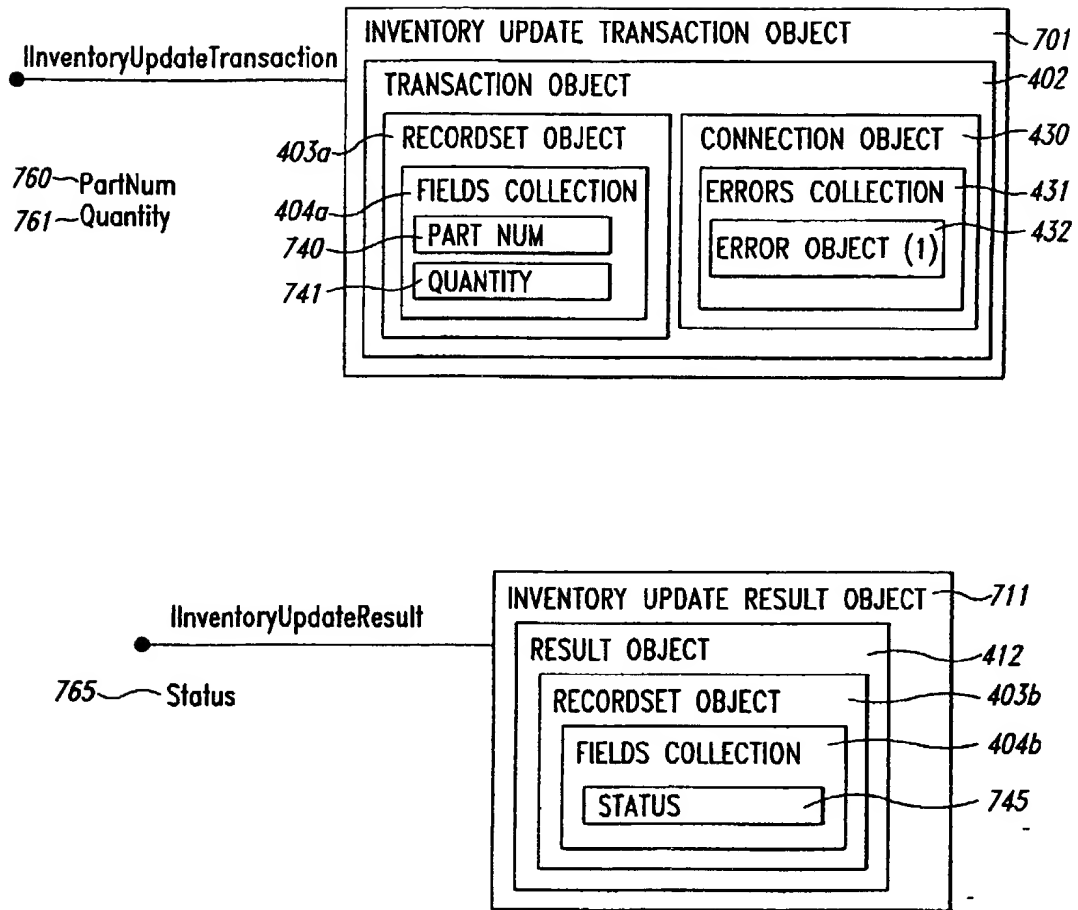 INVENTORY UPDATE TRANSACTION OBJECT
701
IInventoryUpdateTransaction
TRANSACTION OBJECT
402
403a
RECORDSET OBJECT
CONNECTION OBJECT
430
760
PartNum
404a
FIELDS COLLECTION
ERRORS COLLECTION
431
761
Quantity
740
PART NUM
ERROR OBJECT (1)
432
741
QUANTITY
IInventoryUpdateResult
INVENTORY UPDATE RESULT OBJECT
711
RESULT OBJECT
412
765
Status
RECORDSET OBJECT
403b
FIELDS COLLECTION
404b
STATUS
745